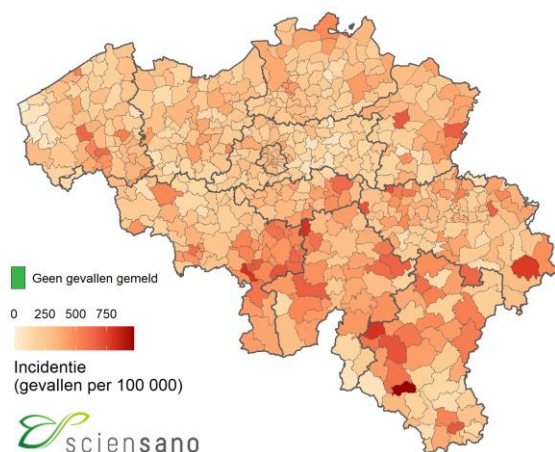 Geen gevallen gemeld
0 250 500 750
Incidentie
(gevallen per 100 000)
sciensano